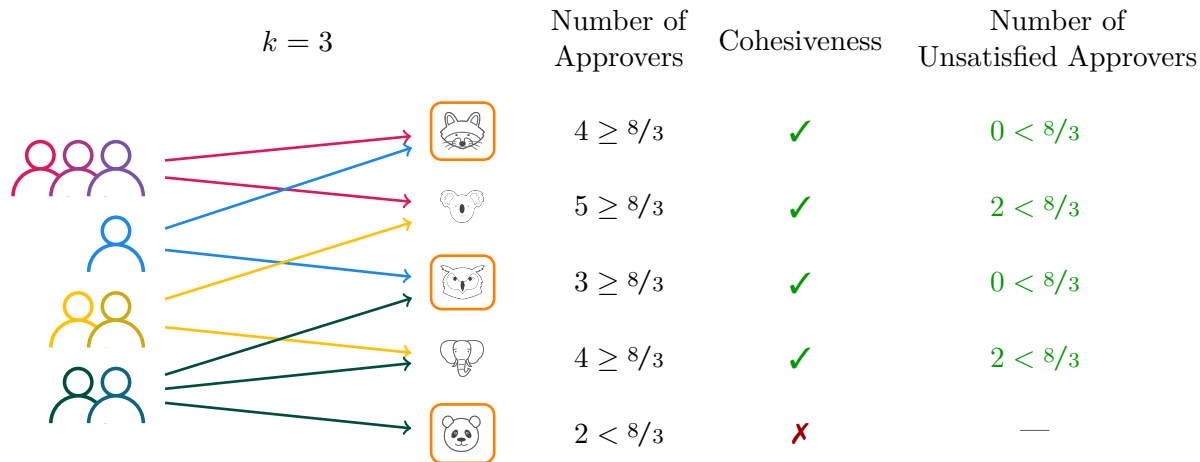 k = 3
Number of Approvers
Cohesiveness
Number of Unsatisfied Approvers
4 ≥ 8/3 ✓ 0 < 8/3
5 ≥ 8/3 ✓ 2 < 8/3
3 ≥ 8/3 ✓ 0 < 8/3
4 ≥ 8/3 ✓ 2 < 8/3
2 < 8/3 ✗ —